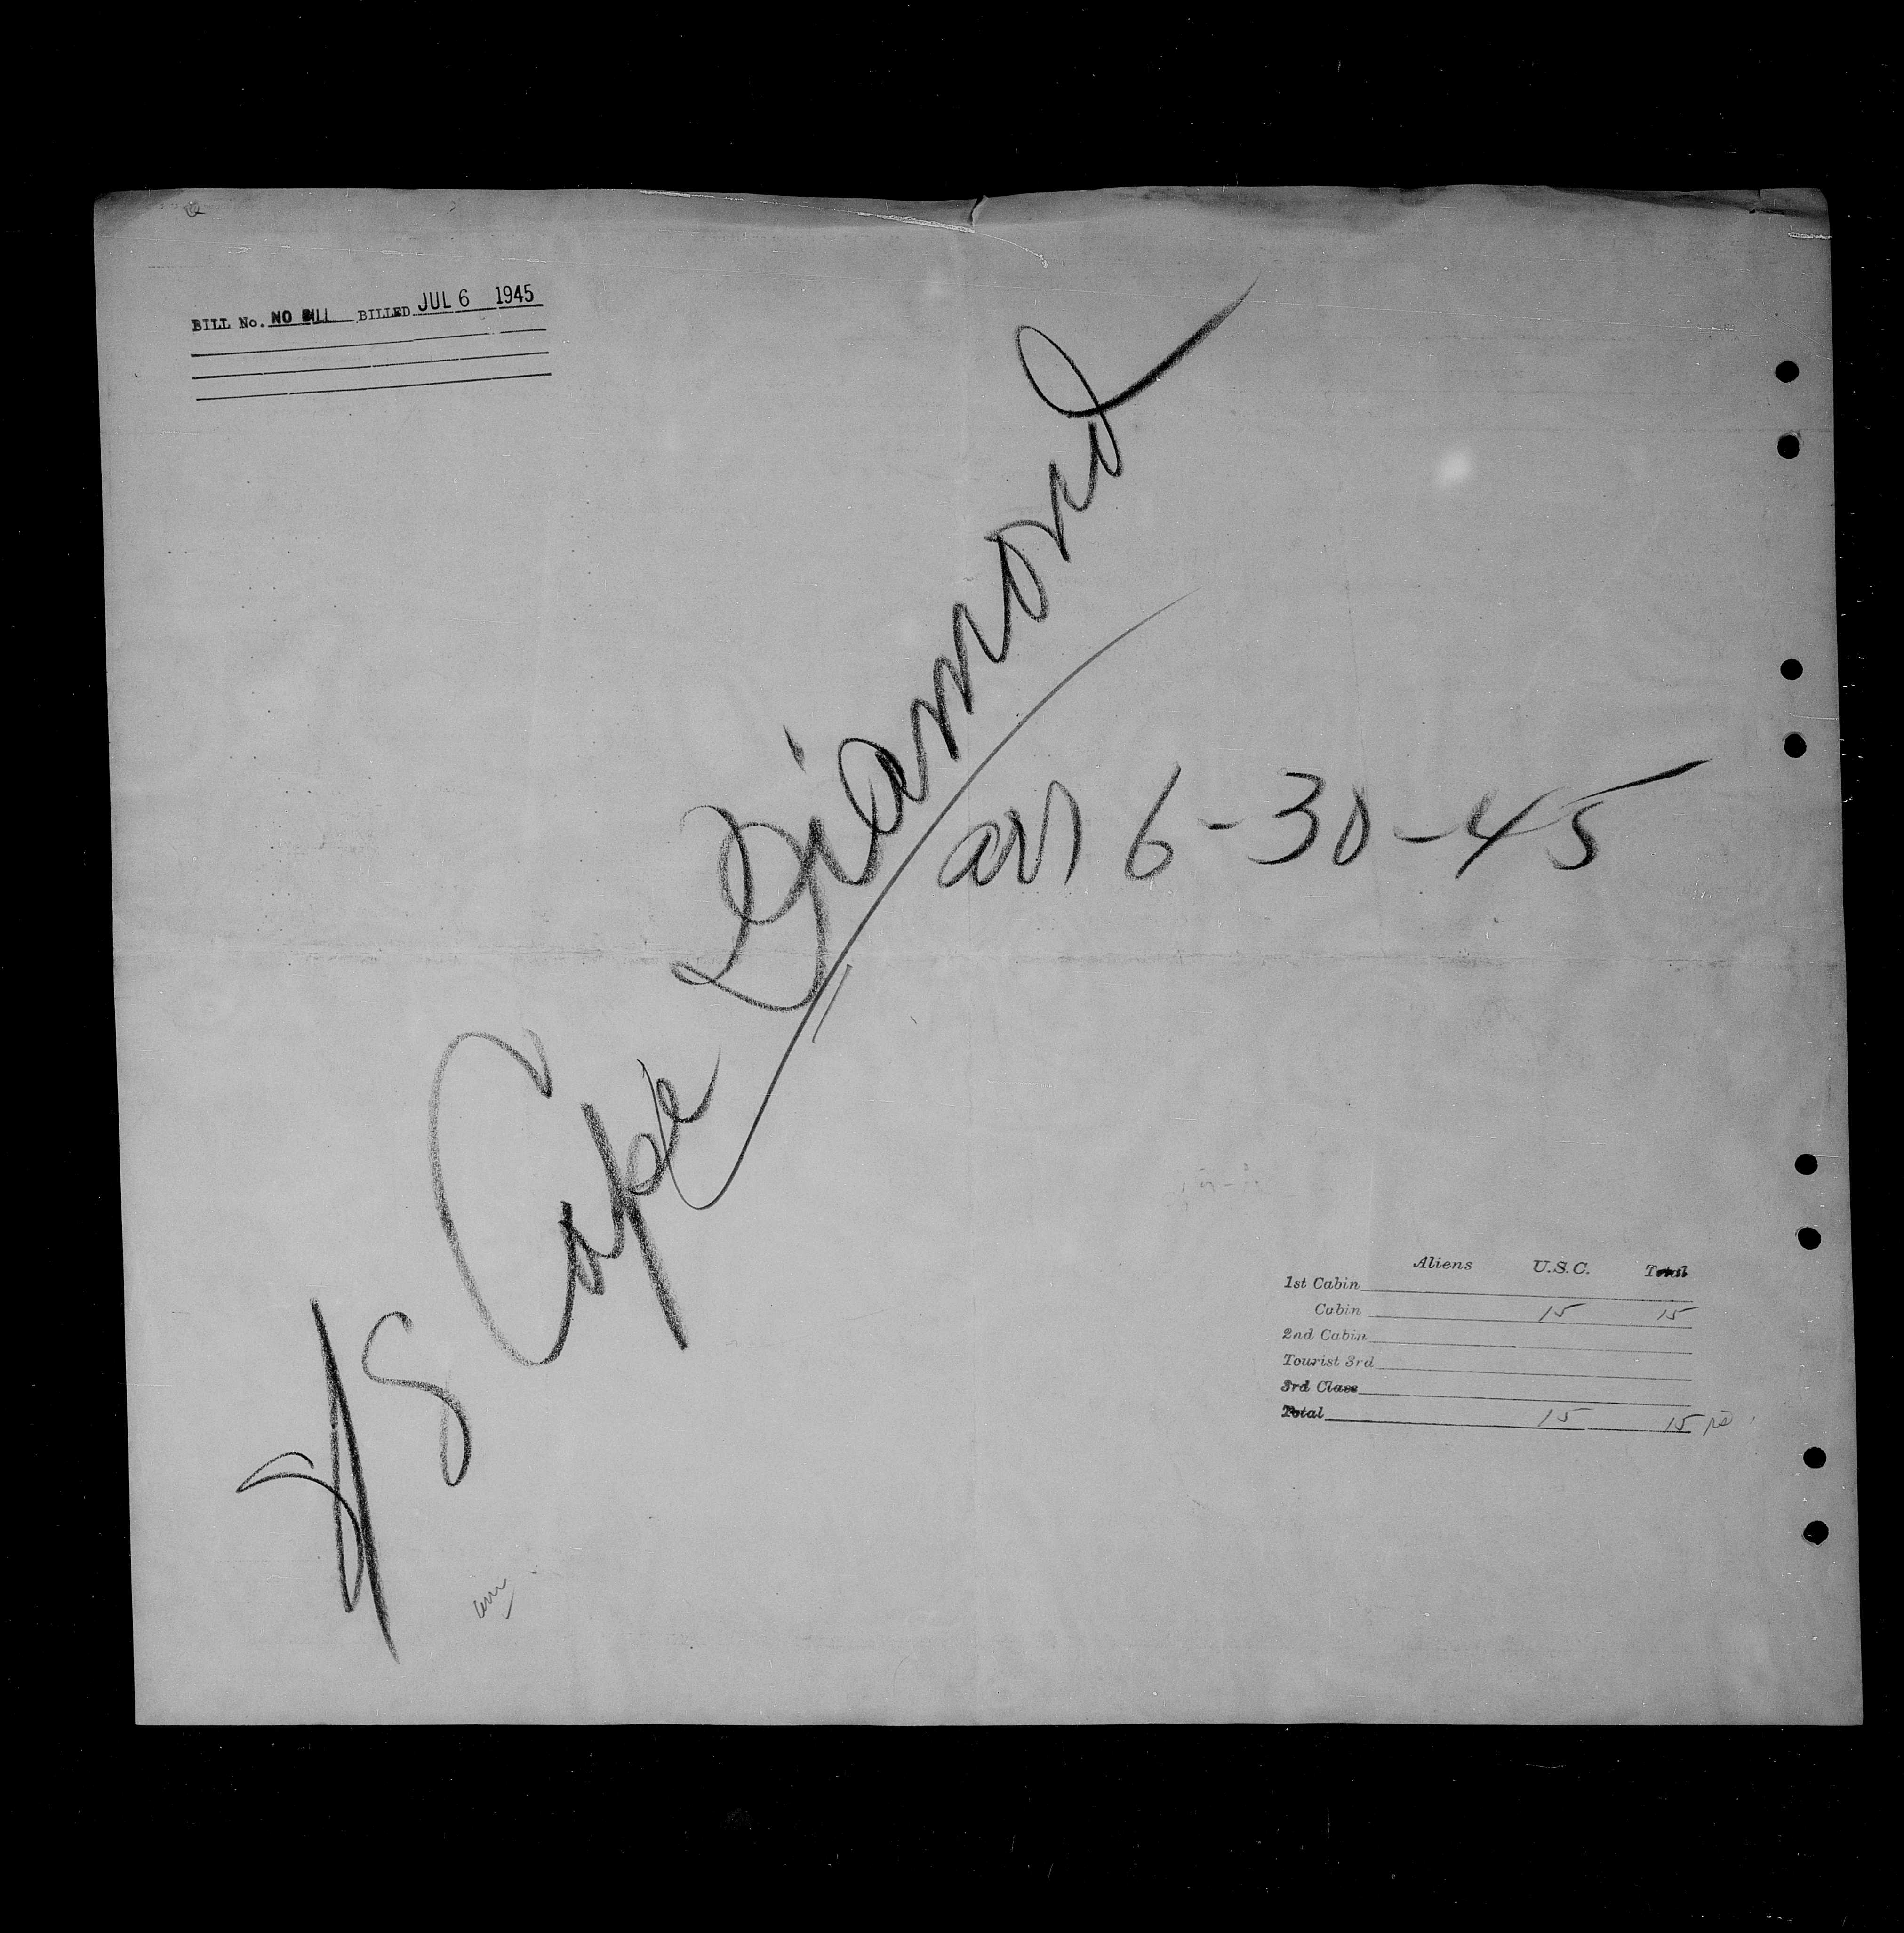 BILL No. NO BILL BILLED JUL 6 1945
S/S Cape Diamond
arr 6-30-45
Aliens U.S.C. Total
1st Cabin
Cabin 15 15
2nd Cabin
Tourist 3rd
3rd Class
Total 15 15